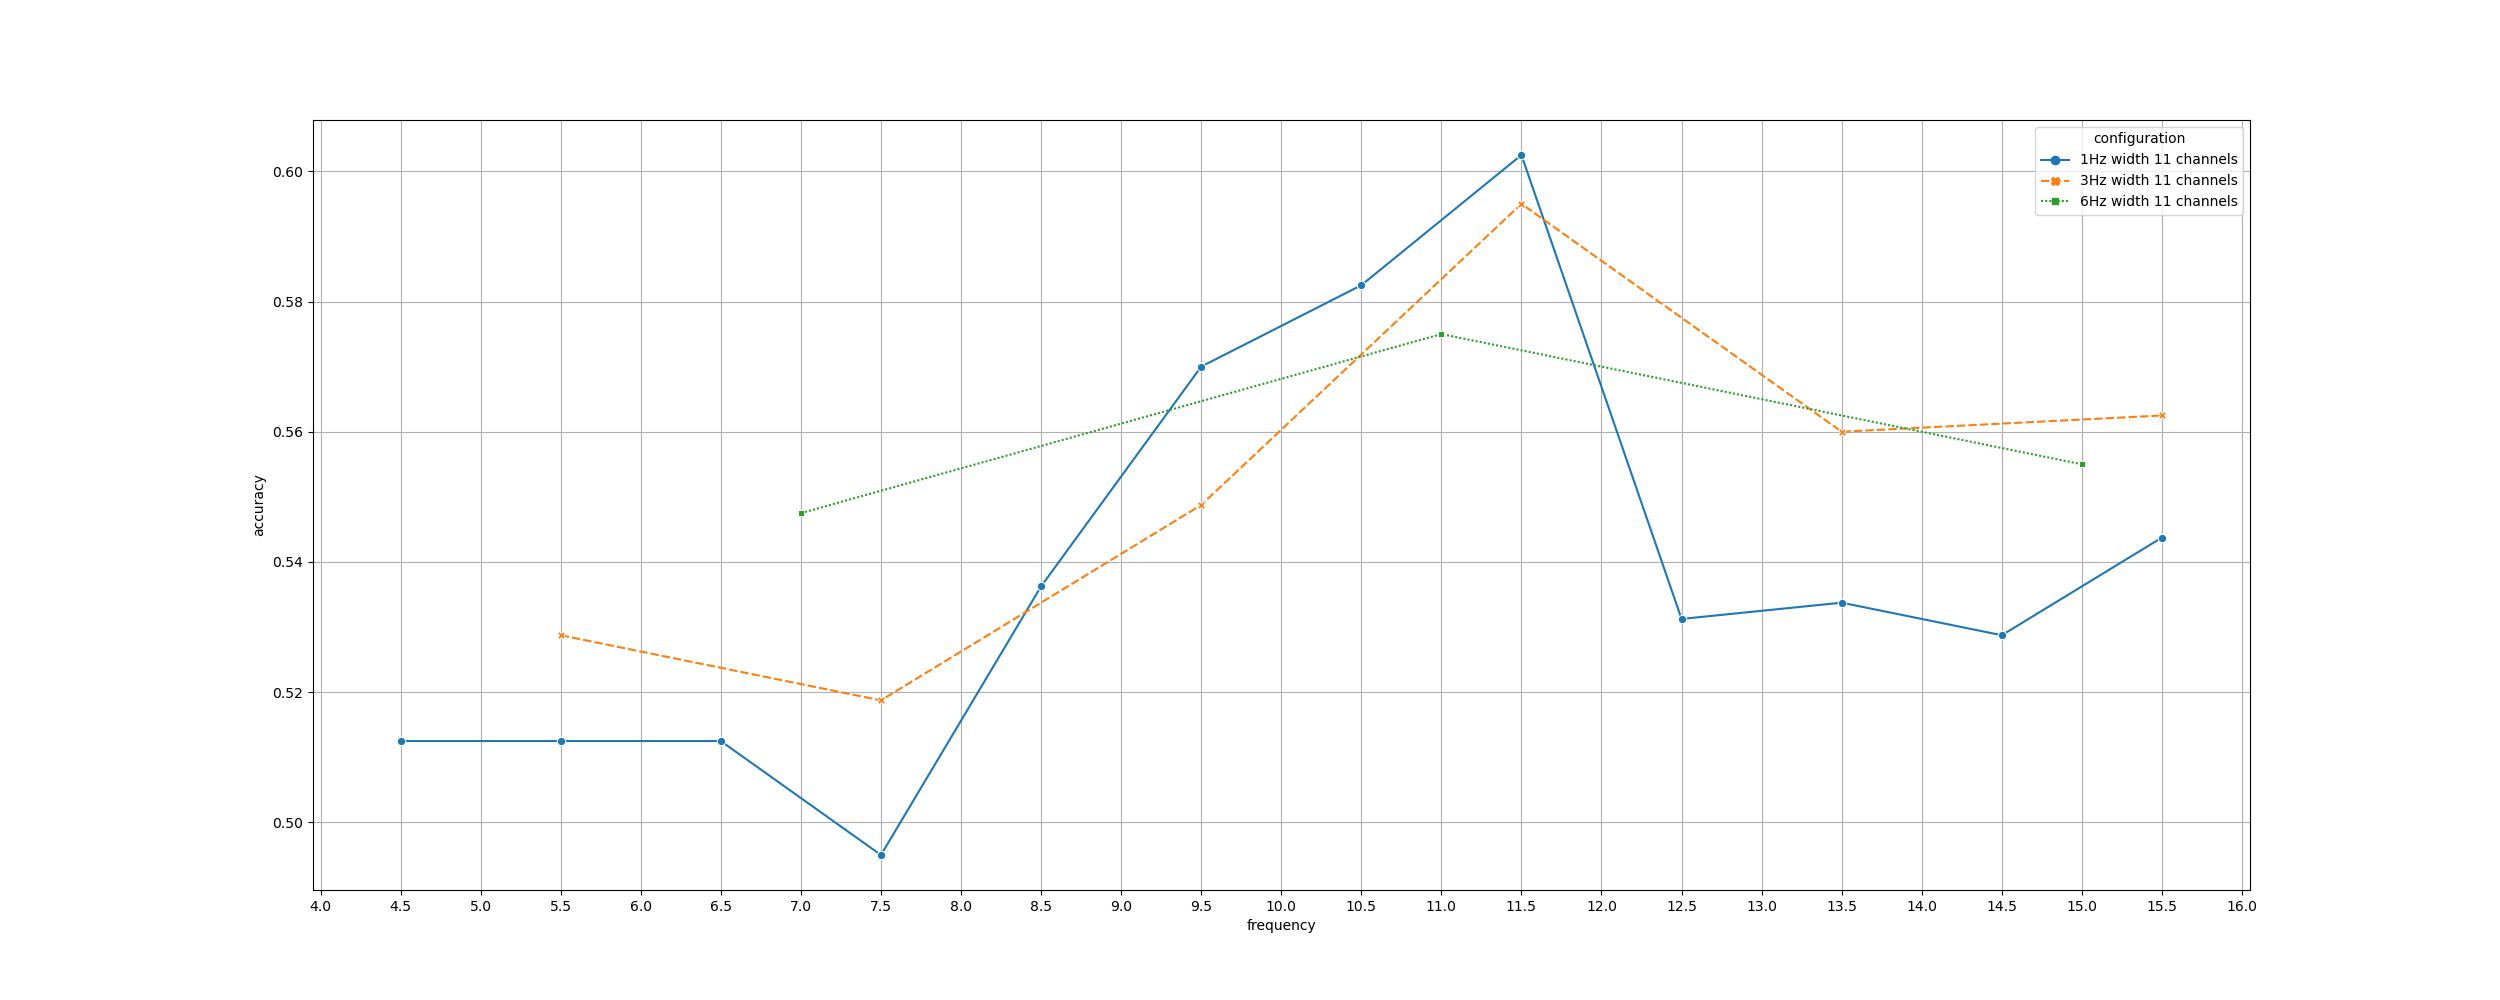 configuration
1Hz width 11 channels
3Hz width 11 channels
6Hz width 11 channels
accuracy
0.60
0.58
0.56
0.54
0.52
0.50
4.0 4.5 5.0 5.5 6.0 6.5 7.0 7.5 8.0 8.5 9.0 9.5 10.0 10.5 11.0 11.5 12.0 12.5 13.0 13.5 14.0 14.5 15.0 15.5 16.0
frequency